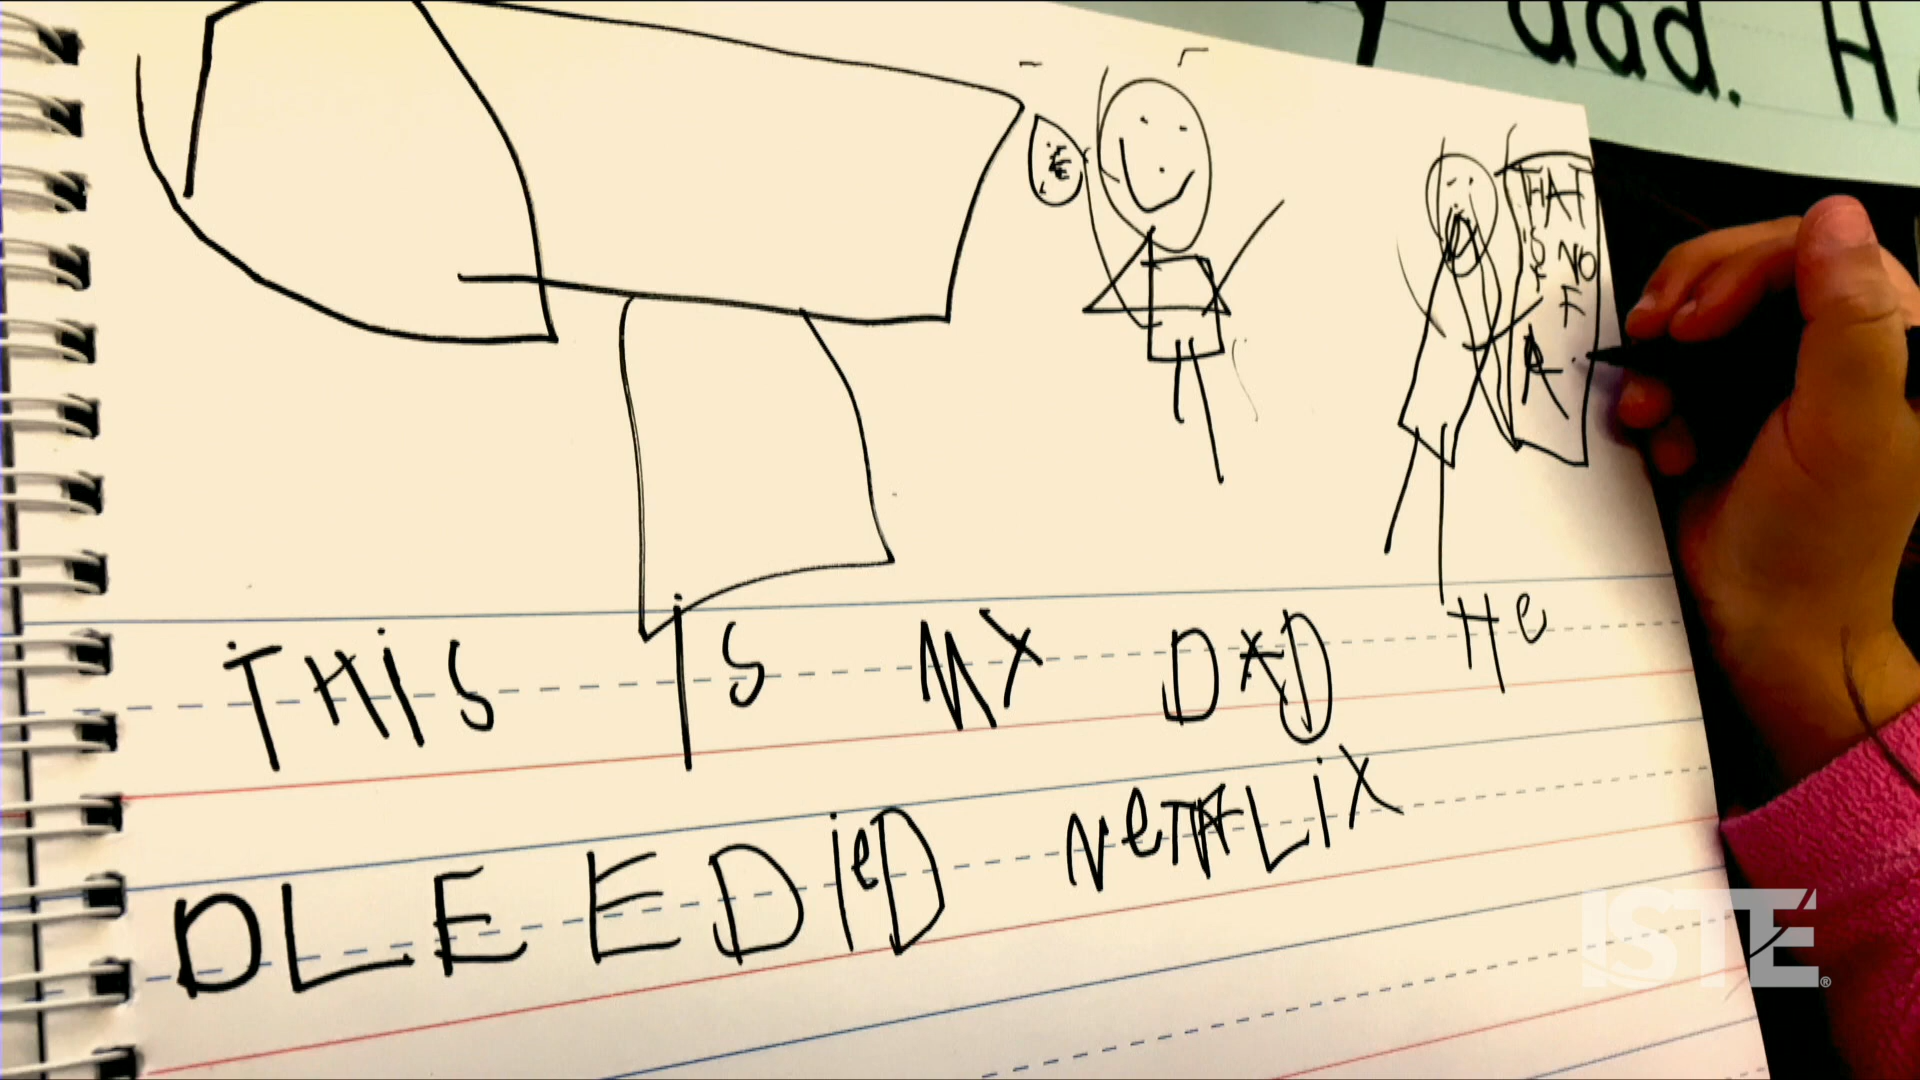 y dad. H
THAT
IS NO
F
A
THIS IS MY DAD He
DLEEDieD NeTFLiX
ISTE®